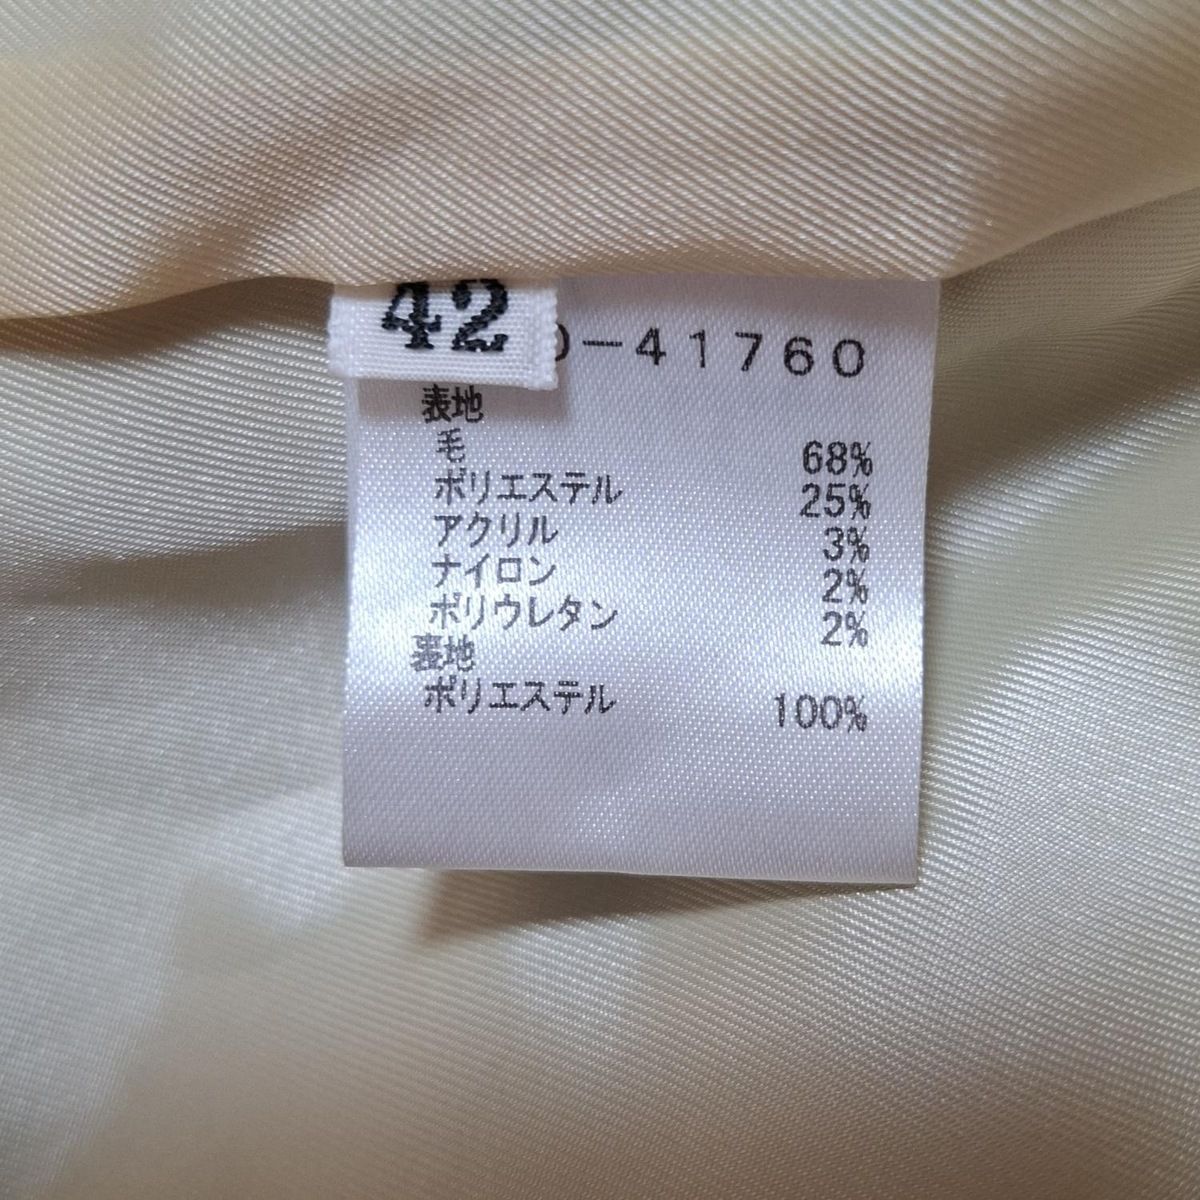 42
0-41760
表地
毛 68%
ポリエステル 25%
アクリル 3%
ナイロン 2%
ポリウレタン 2%
裏地
ポリエステル 100%